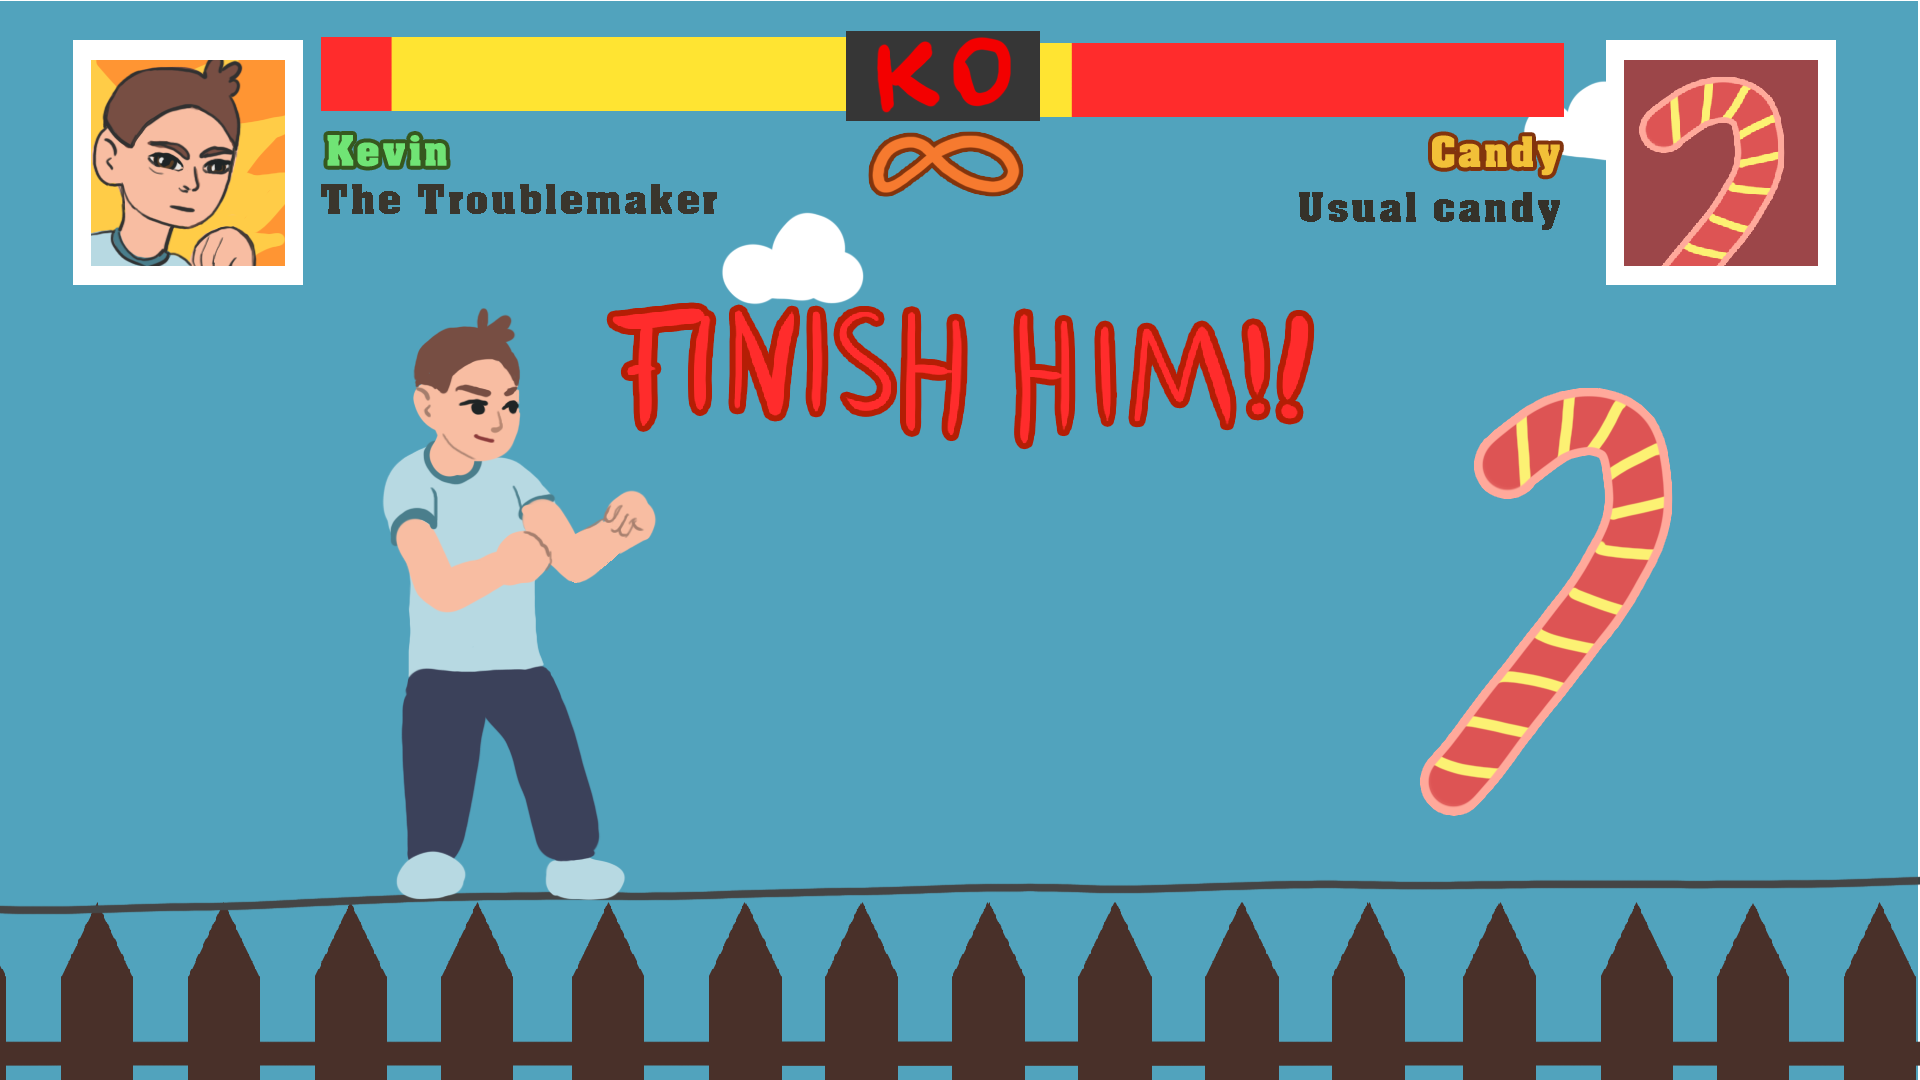 KO
Kevin
The Troublemaker
Candy
Usual candy
FINISH HIM!!